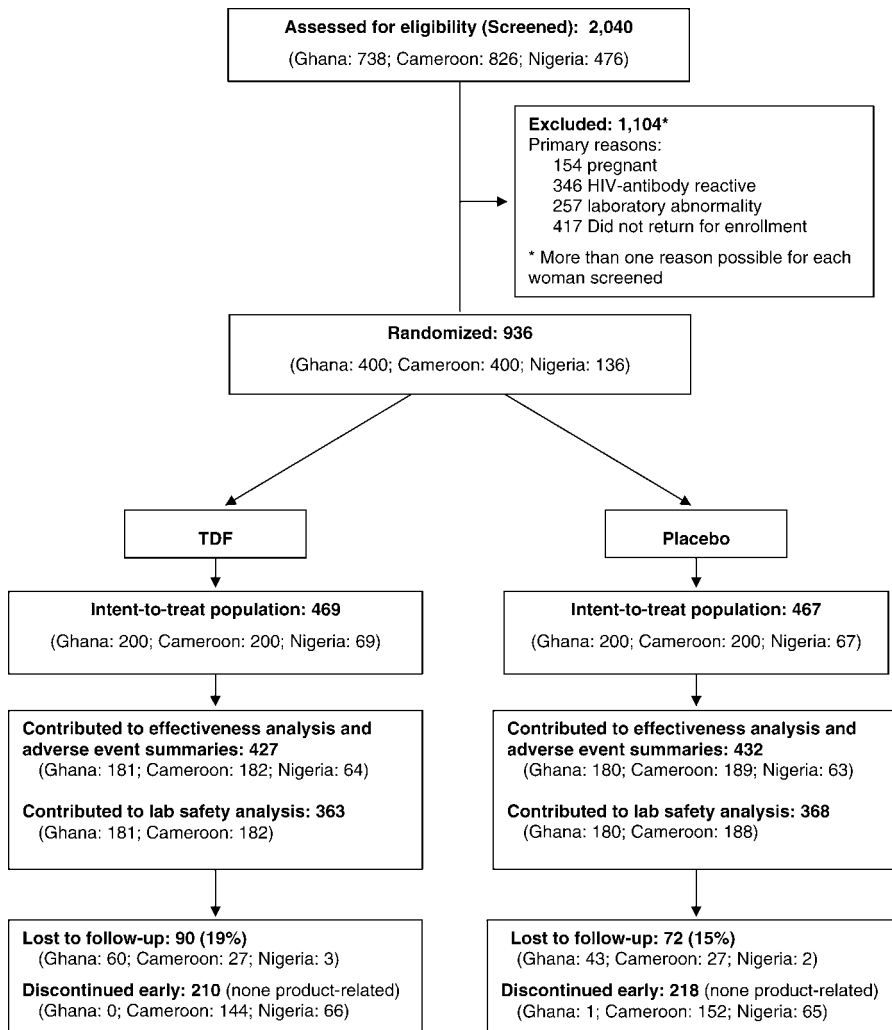 Assessed for eligibility (Screened): 2,040
(Ghana: 738; Cameroon: 826; Nigeria: 476)
Excluded: 1,104*
Primary reasons:
154 pregnant
346 HIV-antibody reactive
257 laboratory abnormality
417 Did not return for enrollment
* More than one reason possible for each
woman screened
Randomized: 936
(Ghana: 400; Cameroon: 400; Nigeria: 136)
TDF
Intent-to-treat population: 469
(Ghana: 200; Cameroon: 200; Nigeria: 69)
Contributed to effectiveness analysis and
adverse event summaries: 427
(Ghana: 181; Cameroon: 182; Nigeria: 64)
Contributed to lab safety analysis: 363
(Ghana: 181; Cameroon: 182)
Lost to follow-up: 90 (19%)
(Ghana: 60; Cameroon: 27; Nigeria: 3)
Discontinued early: 210 (none product-related)
(Ghana: 0; Cameroon: 144; Nigeria: 66)
Placebo
Intent-to-treat population: 467
(Ghana: 200; Cameroon: 200; Nigeria: 67)
Contributed to effectiveness analysis and
adverse event summaries: 432
(Ghana: 180; Cameroon: 189; Nigeria: 63)
Contributed to lab safety analysis: 368
(Ghana: 180; Cameroon: 188)
Lost to follow-up: 72 (15%)
(Ghana: 43; Cameroon: 27; Nigeria: 2)
Discontinued early: 218 (none product-related)
(Ghana: 1; Cameroon: 152; Nigeria: 65)